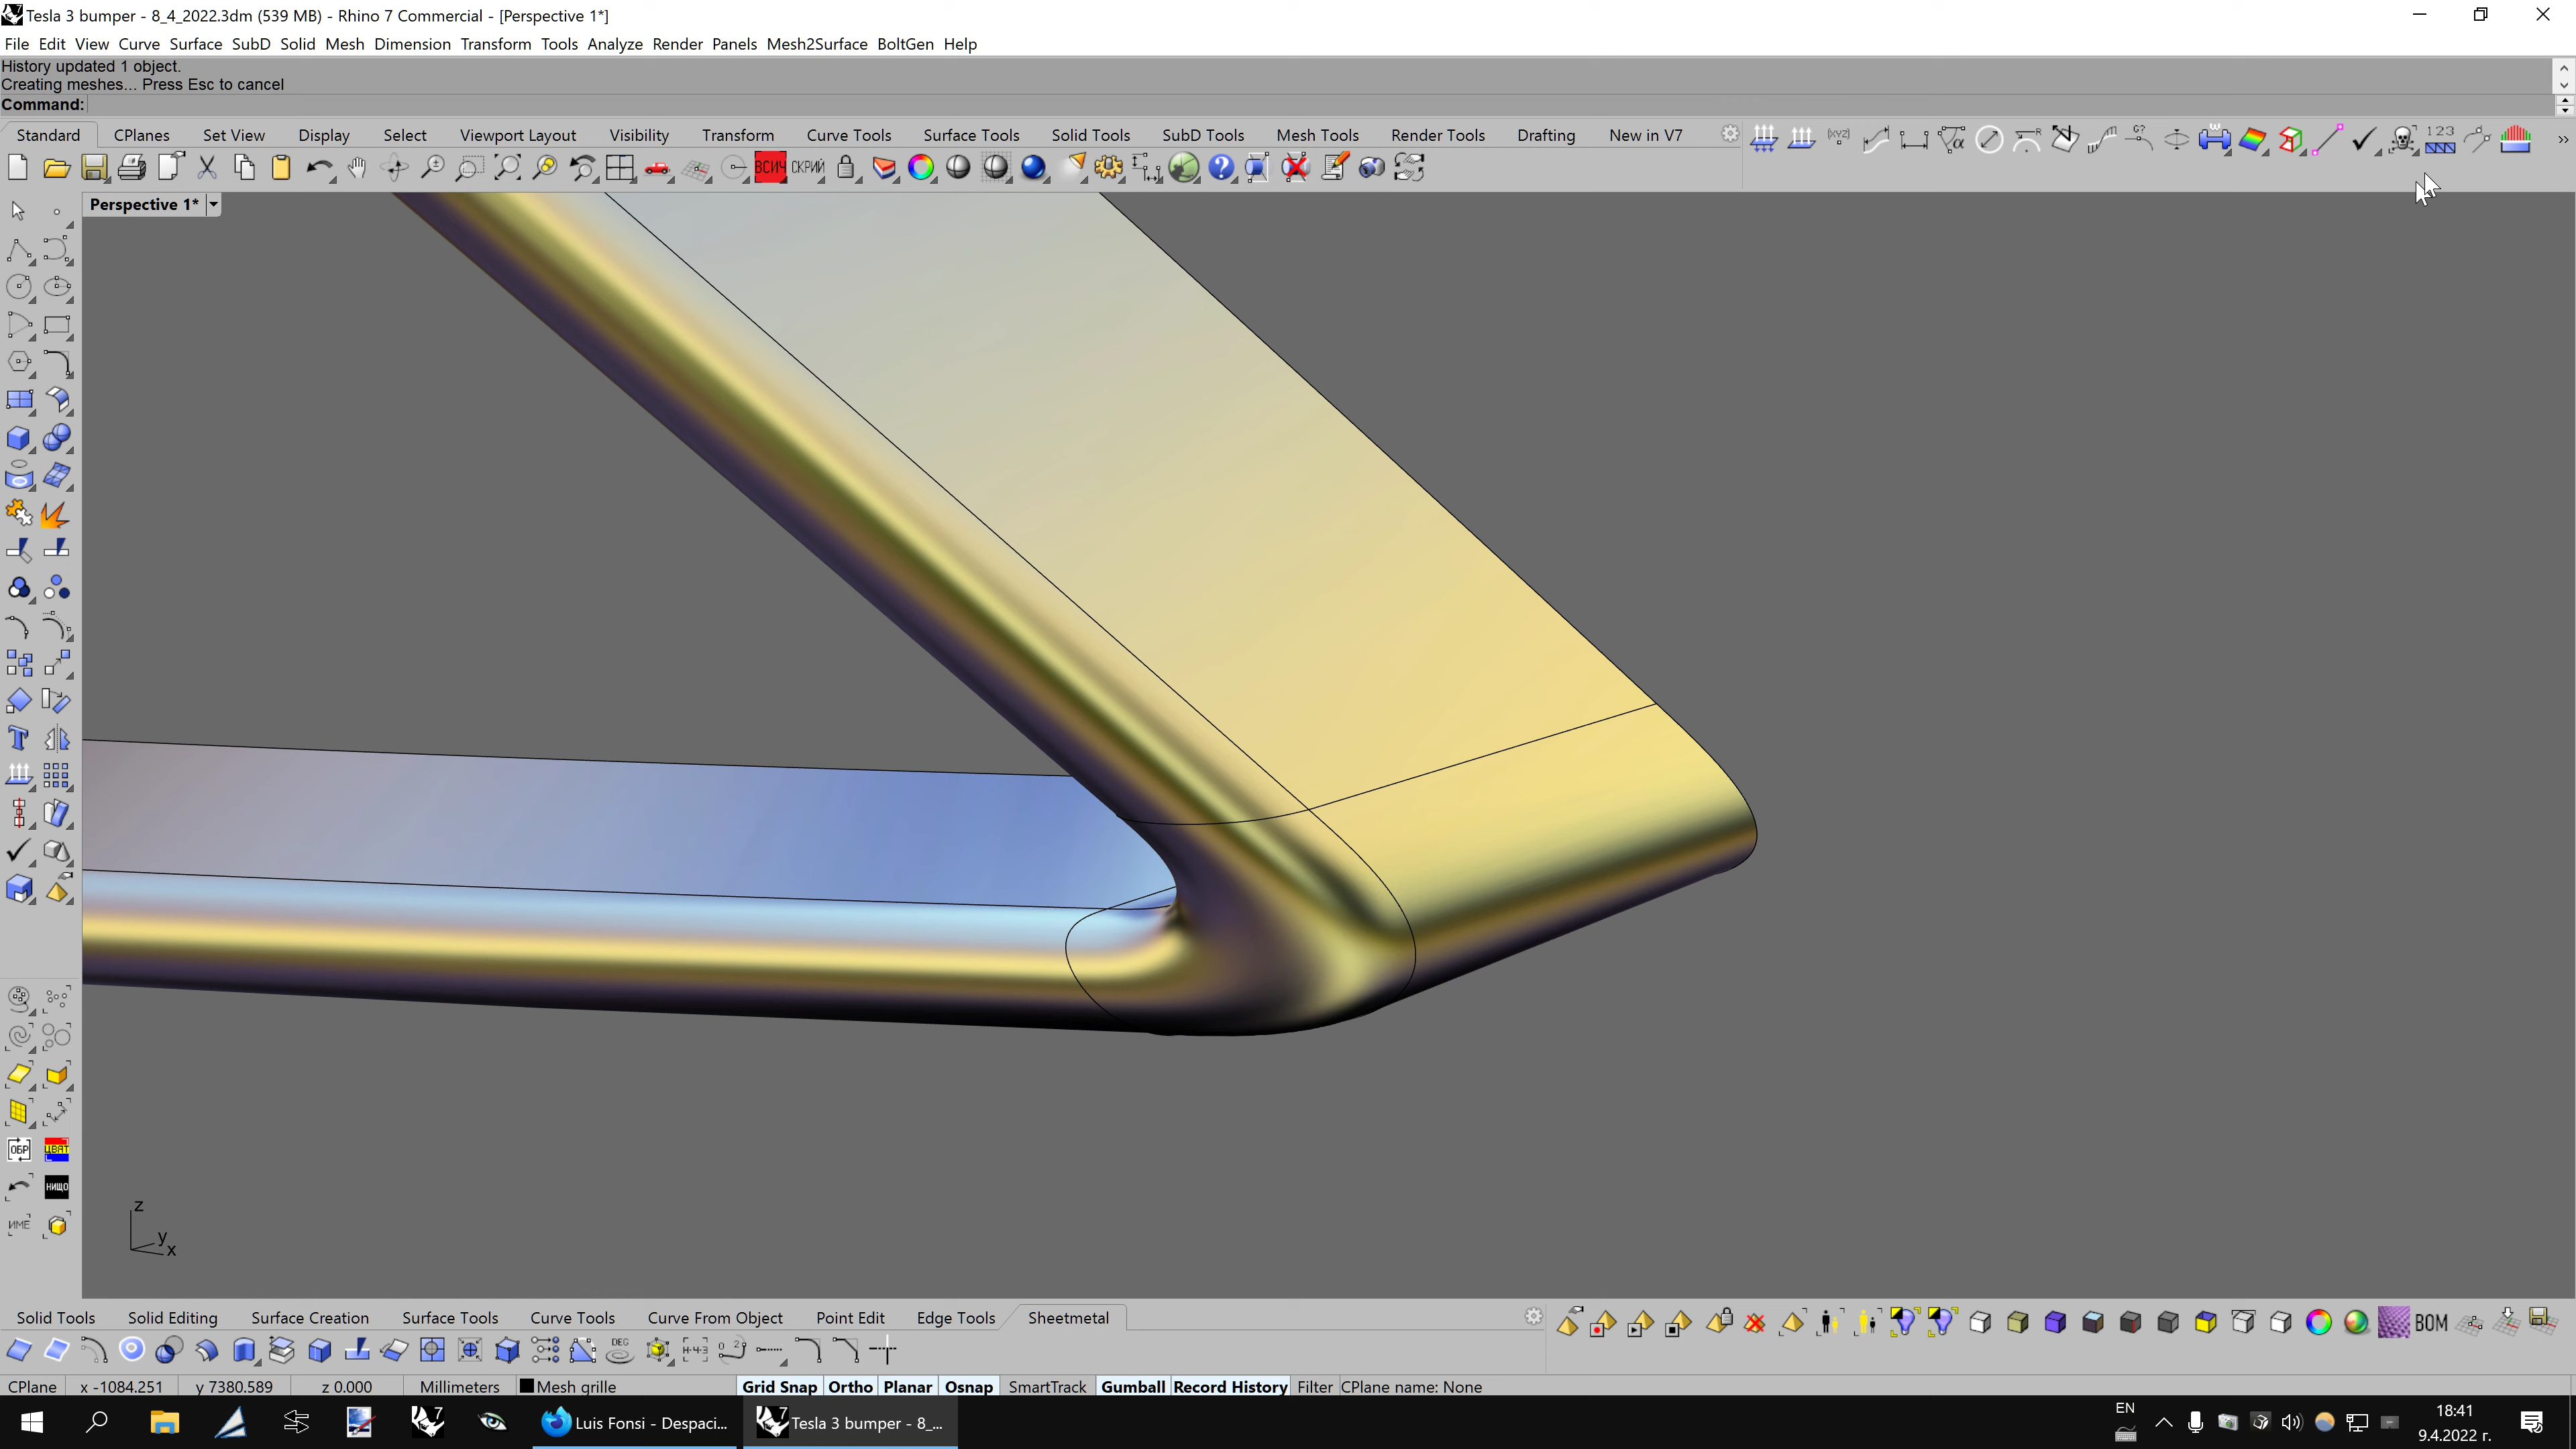 Tesla 3 bumper - 8_4_2022.3dm (539 MB) - Rhino 7 Commercial - [Perspective 1*]
File Edit View Curve Surface SubD Solid Mesh Dimension Transform Tools Analyze Render Panels Mesh2Surface BoltGen Help
History updated 1 object.
Creating meshes... Press Esc to cancel
Command:
Standard CPlanes Set View Display Select Viewport Layout Visibility Transform Curve Tools Surface Tools Solid Tools SubD Tools Mesh Tools Render Tools Drafting New in V7
ВСИЧ СКРИЙ
123
Perspective 1*
ОБР ЦВЯТ
НИЩО
ИМЕ
z
y
x
Solid Tools Solid Editing Surface Creation Surface Tools Curve Tools Curve From Object Point Edit Edge Tools Sheetmetal
BOM
DEG
CPlane x -1084.251 y 7380.589 z 0.000 Millimeters Mesh grille Grid Snap Ortho Planar Osnap SmartTrack Gumball Record History Filter CPlane name: None
Luis Fonsi - Despaci... Tesla 3 bumper - 8_...
EN
18:41
9.4.2022 г.